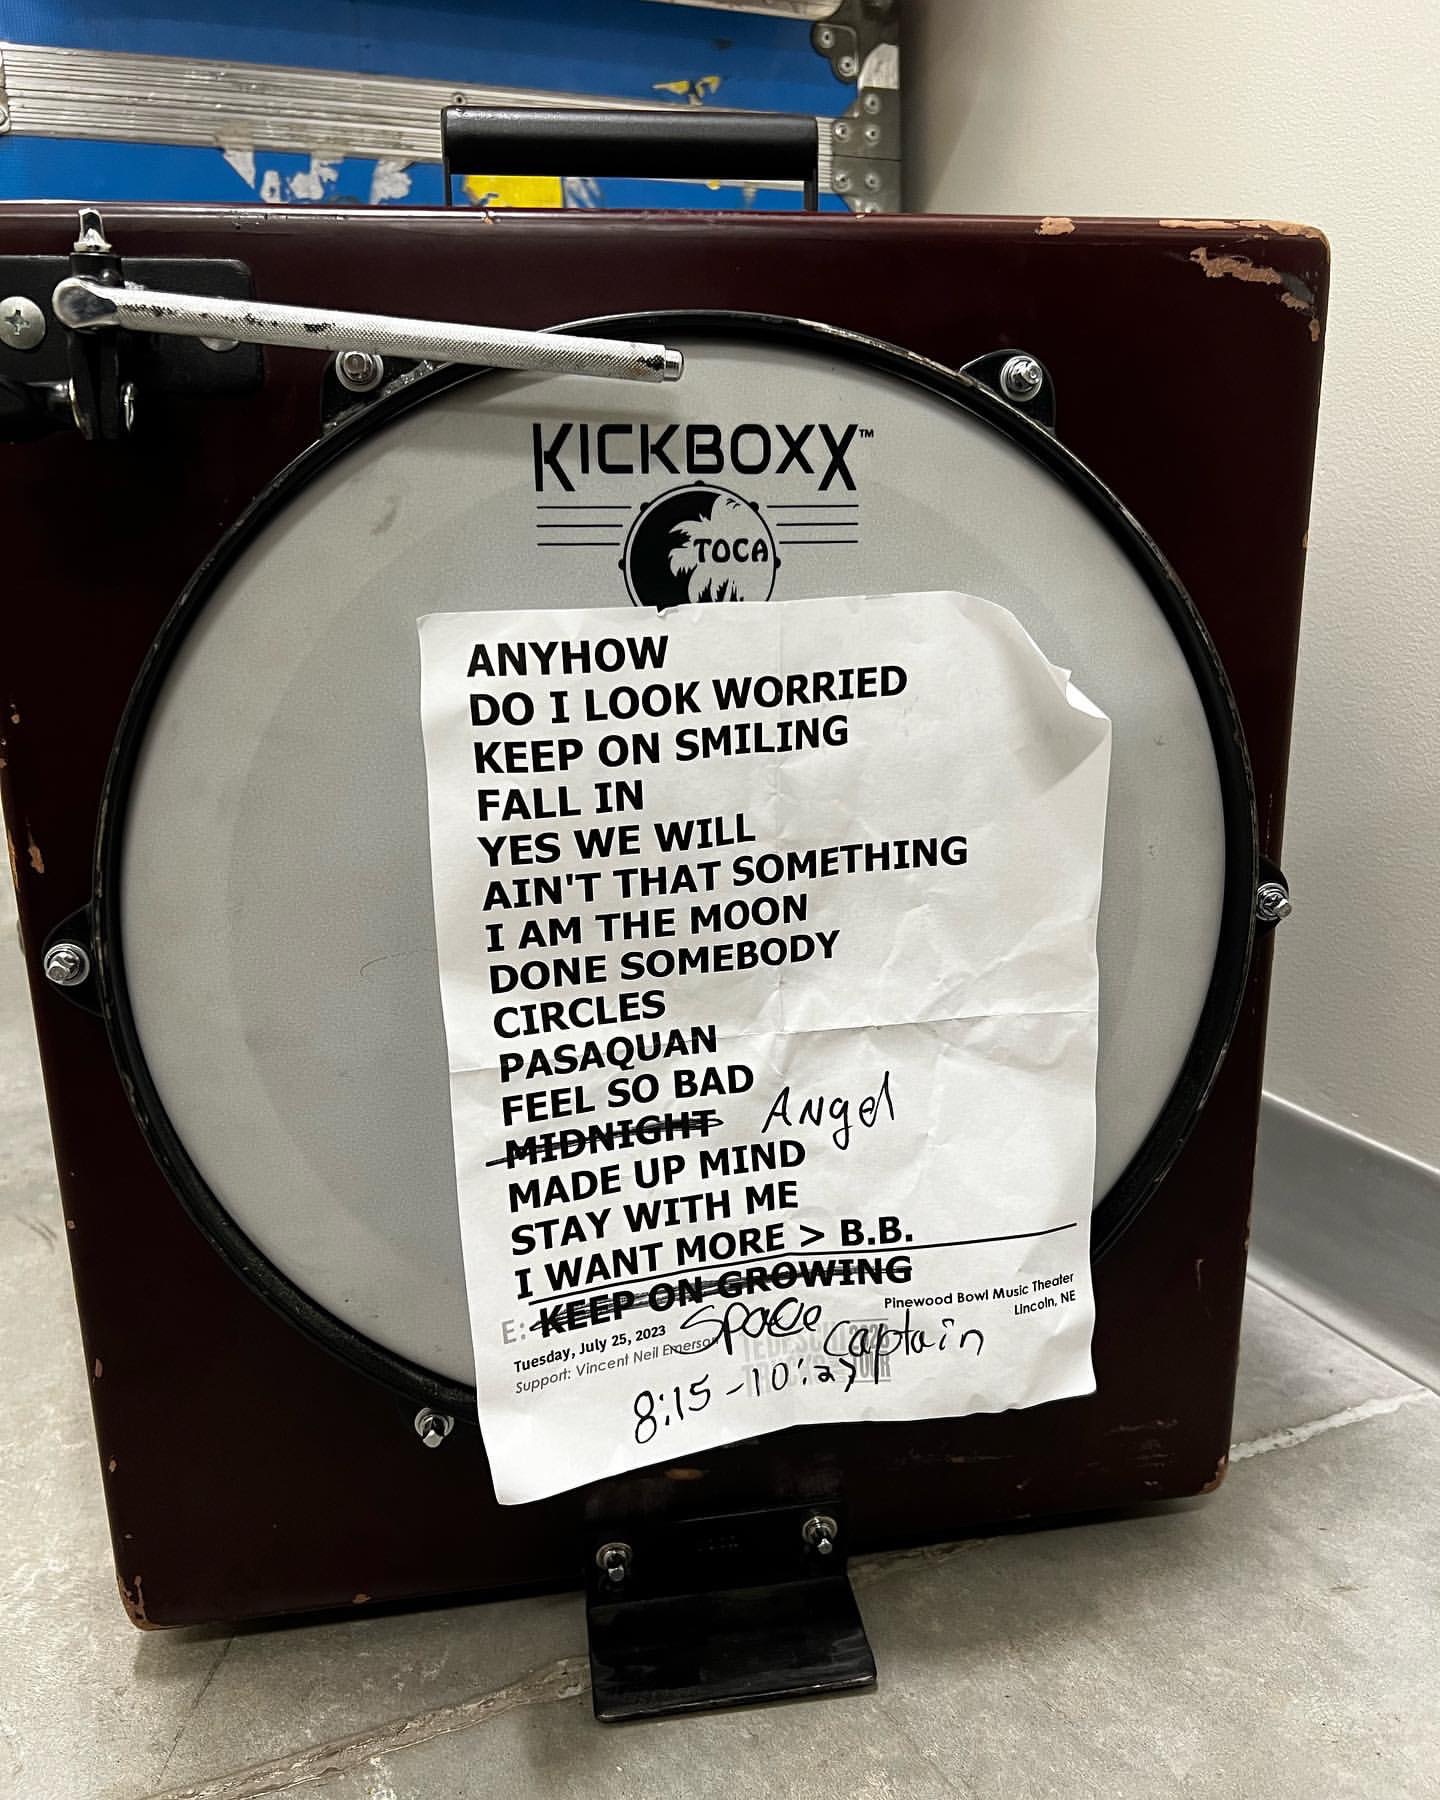 KICKBOXX™
TOCA
ANYHOW
DO I LOOK WORRIED
KEEP ON SMILING
FALL IN
YES WE WILL
AIN'T THAT SOMETHING
I AM THE MOON
DONE SOMEBODY
CIRCLES
PASAQUAN
FEEL SO BAD
MIDNIGHT Angel
MADE UP MIND
STAY WITH ME
I WANT MORE > B.B.
E: KEEP ON GROWING
Space Captain
Tuesday, July 25, 2023
Support: Vincent Neil Emerson
Pinewood Bowl Music Theater
Lincoln, NE
TEDESCHI 2023
TOUR
8:15 - 10: